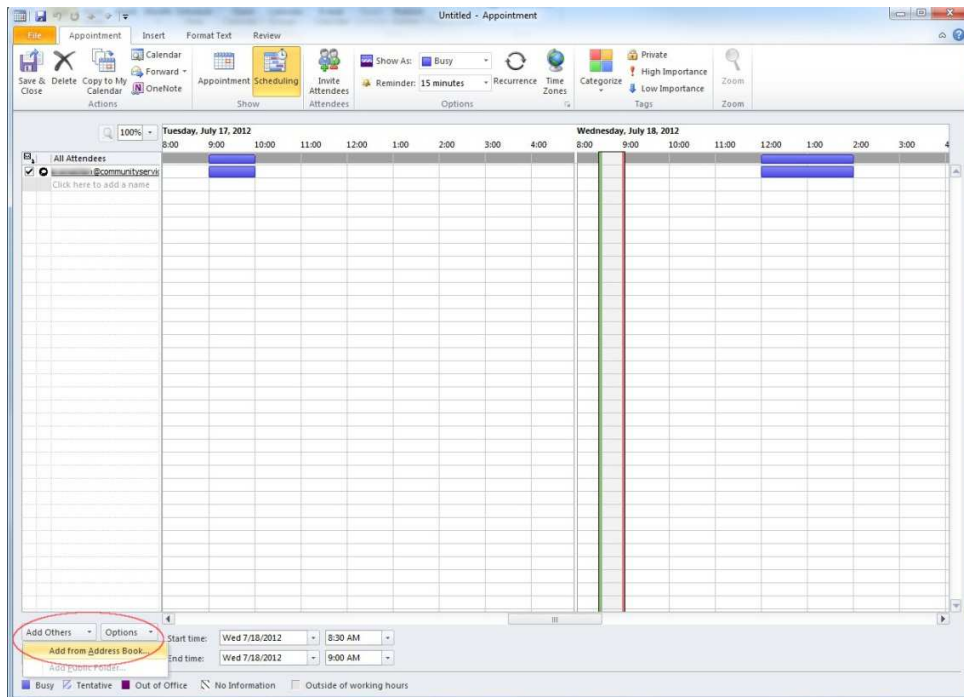 Untitled - Appointment
File Appointment Insert Format Text Review
Save & Close
Delete
Copy to My Calendar
Calendar
Forward
OneNote
Actions
Appointment
Scheduling
Show
Invite Attendees
Attendees
Show As: Busy
Reminder: 15 minutes
Recurrence
Time Zones
Options
Categorize
Private
High Importance
Low Importance
Tags
Zoom
Zoom
100%
Tuesday, July 17, 2012 Wednesday, July 18, 2012
8:00 9:00 10:00 11:00 12:00 1:00 2:00 3:00 4:00 8:00 9:00 10:00 11:00 12:00 1:00 2:00 3:00 4
All Attendees
@communityservic
Click here to add a name
Add Others Options
Add from Address Book...
Add Public Folder...
Start time: Wed 7/18/2012 8:30 AM
End time: Wed 7/18/2012 9:00 AM
Busy Tentative Out of Office No Information Outside of working hours